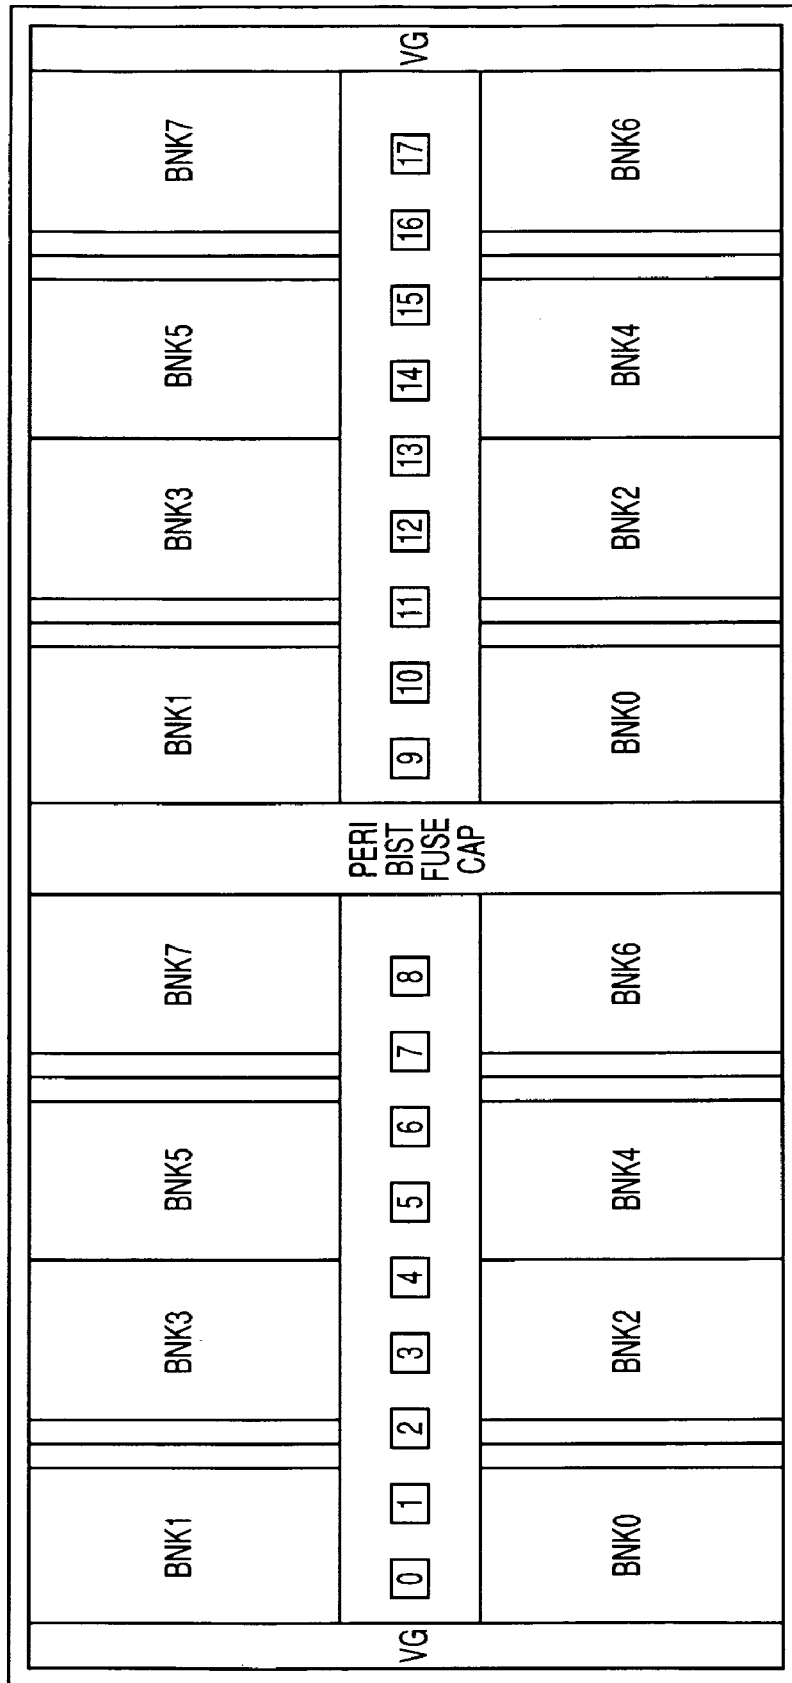 BNK1 BNK3 BNK5 BNK7 BNK1 BNK3 BNK5 BNK7
VG
0 1 2 3 4 5 6 7 8
PERI
BIST
FUSE
CAP
9 10 11 12 13 14 15 16 17
VG
BNK0 BNK2 BNK4 BNK6 BNK0 BNK2 BNK4 BNK6